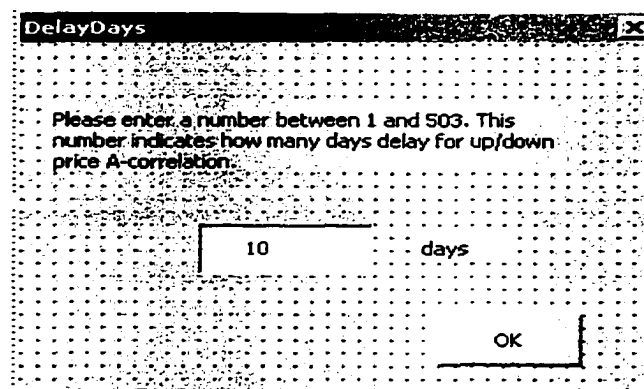 DelayDays
Please enter a number between 1 and 503. This
number indicates how many days delay for up/down
price A-correlation.
10 days
OK